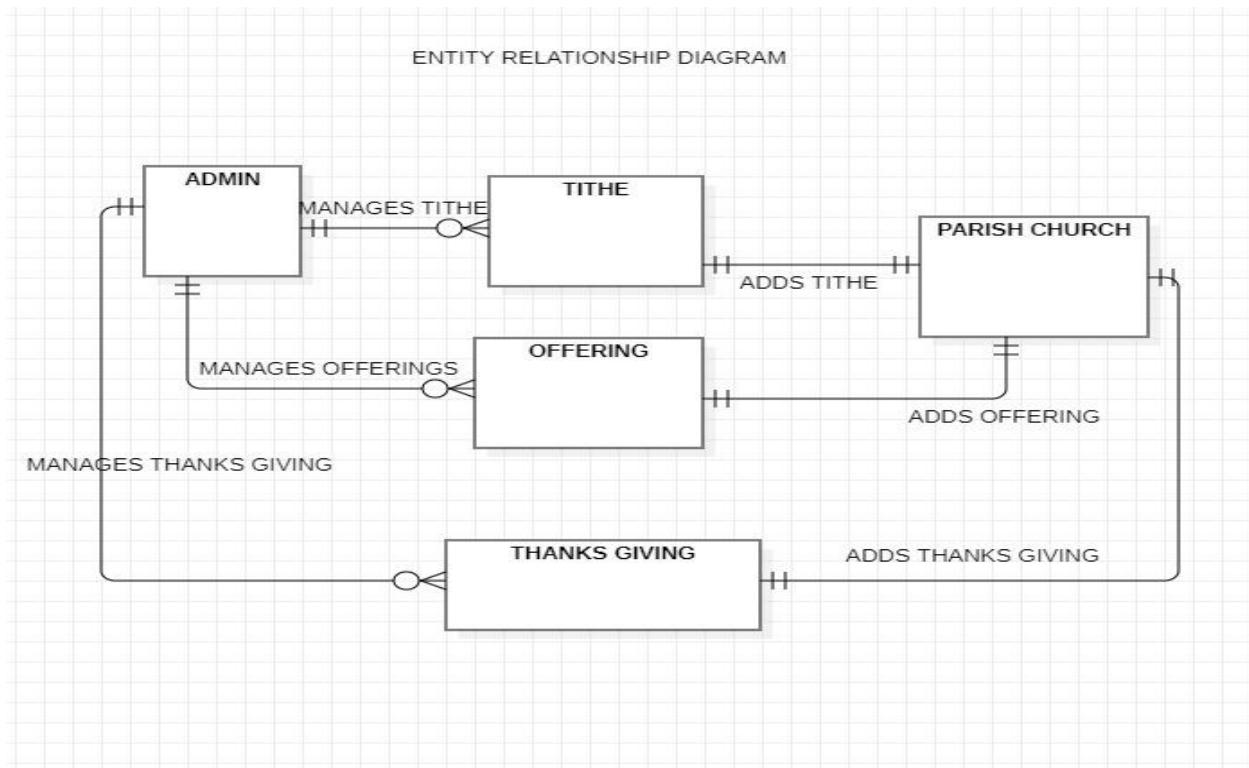 ENTITY RELATIONSHIP DIAGRAM
ADMIN
MANAGES TITHE
TITHE
PARISH CHURCH
ADDS TITHE
OFFERING
MANAGES OFFERINGS
ADDS OFFERING
MANAGES THANKS GIVING
THANKS GIVING
ADDS THANKS GIVING